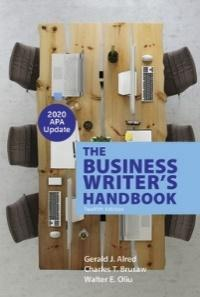 2020
APA
Update
THE
BUSINESS
WRITER'S
HANDBOOK
Twelfth Edition
Gerald J. Alred
Charles T. Brusaw
Walter E. Oliu